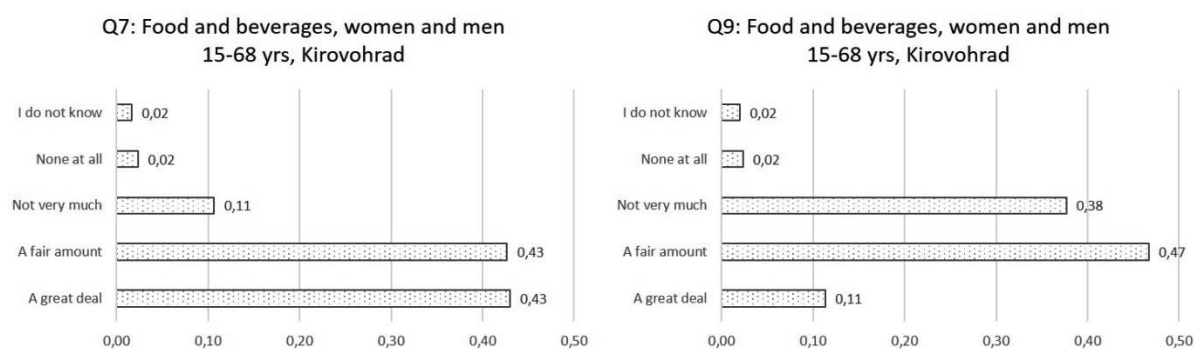 Q7: Food and beverages, women and men
15-68 yrs, Kirovohrad
I do not know
0,02
None at all
0,02
Not very much
0,11
A fair amount
0,43
A great deal
0,43
0,00 0,10 0,20 0,30 0,40 0,50
Q9: Food and beverages, women and men
15-68 yrs, Kirovohrad
I do not know
0,02
None at all
0,02
Not very much
0,38
A fair amount
0,47
A great deal
0,11
0,00 0,10 0,20 0,30 0,40 0,50